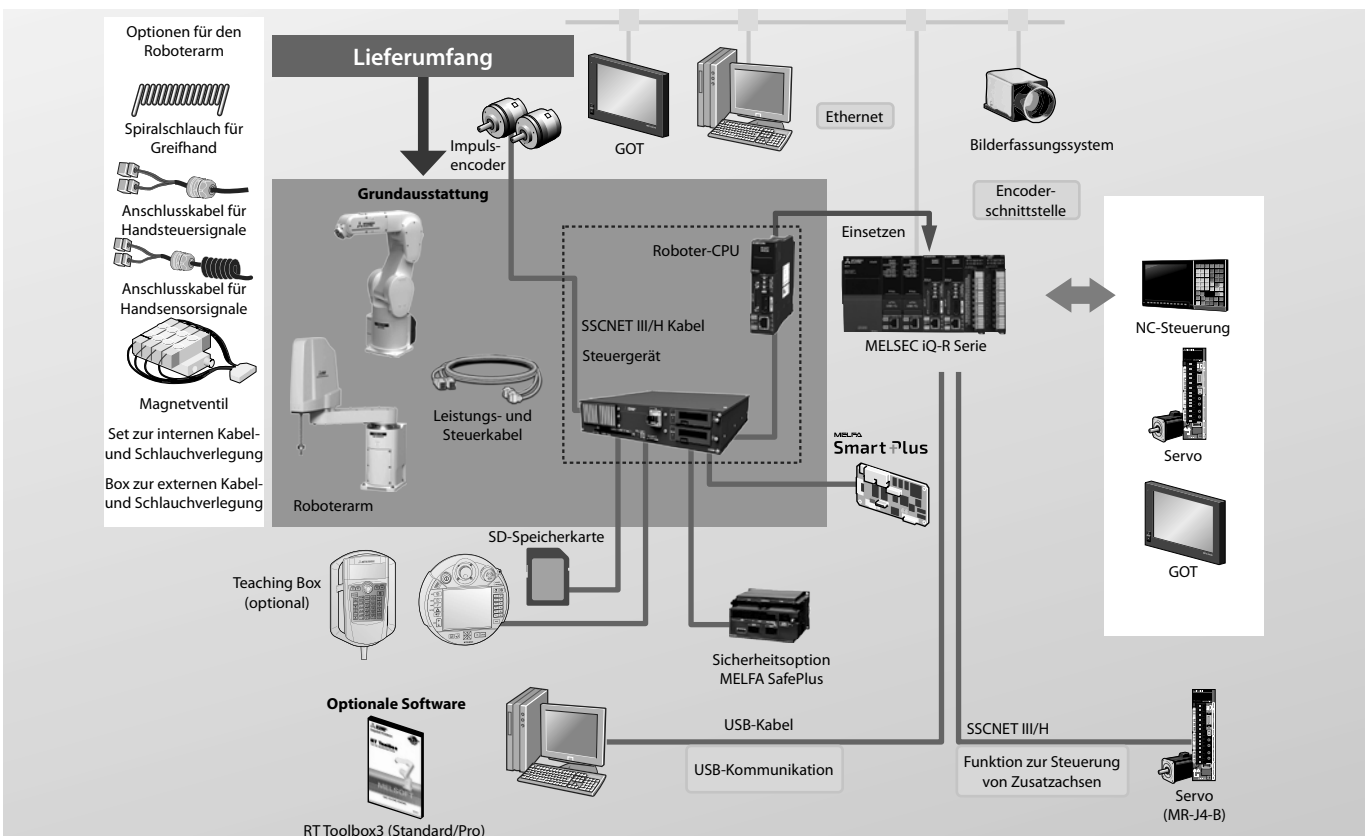 Optionen für den
Roboterarm
Spiralschlauch für
Greifhand
Anschlusskabel für
Handsteuersignale
Anschlusskabel für
Handsensorsignale
Magnetventil
Set zur internen Kabel-
und Schlauchverlegung
Box zur externen Kabel-
und Schlauchverlegung
Lieferumfang
Impuls-
encoder
GOT
Ethernet
Bilderfassungssystem
Encoder-
schnittstelle
Grundausstattung
Roboter-CPU
Einsetzen
SSCNET III/H Kabel
Steuergerät
MELSEC iQ-R Serie
Leistungs- und
Steuerkabel
Roboterarm
MELFA
Smart Plus
NC-Steuerung
Servo
GOT
SD-Speicherkarte
Teaching Box
(optional)
Sicherheitsoption
MELFA SafePlus
Optionale Software
RT Toolbox
MELSOFT
RT Toolbox3 (Standard/Pro)
USB-Kabel
USB-Kommunikation
SSCNET III/H
Funktion zur Steuerung
von Zusatzachsen
Servo
(MR-J4-B)